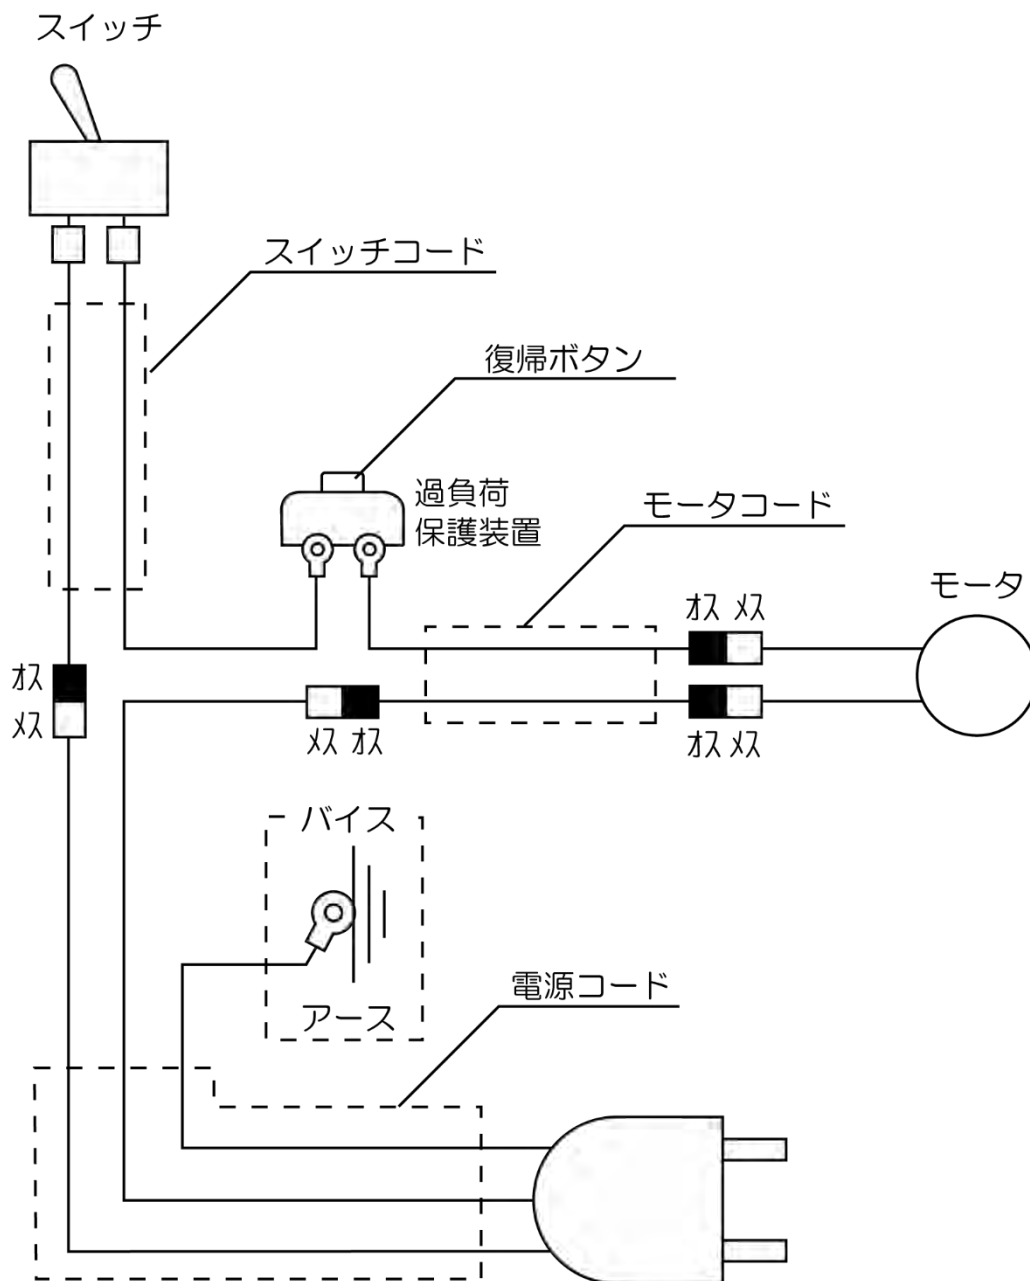 スイッチ
スイッチコード
復帰ボタン
過負荷
保護装置
モータコード
モータ
ｵｽ ﾒｽ
ｵｽ
ﾒｽ
ﾒｽ ｵｽ
ｵｽ ﾒｽ
バイス
アース
電源コード